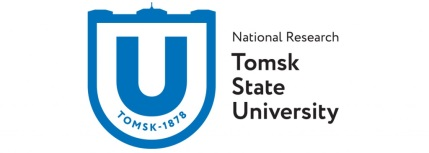 U
TOMSK-1878
National Research
Tomsk
State
University